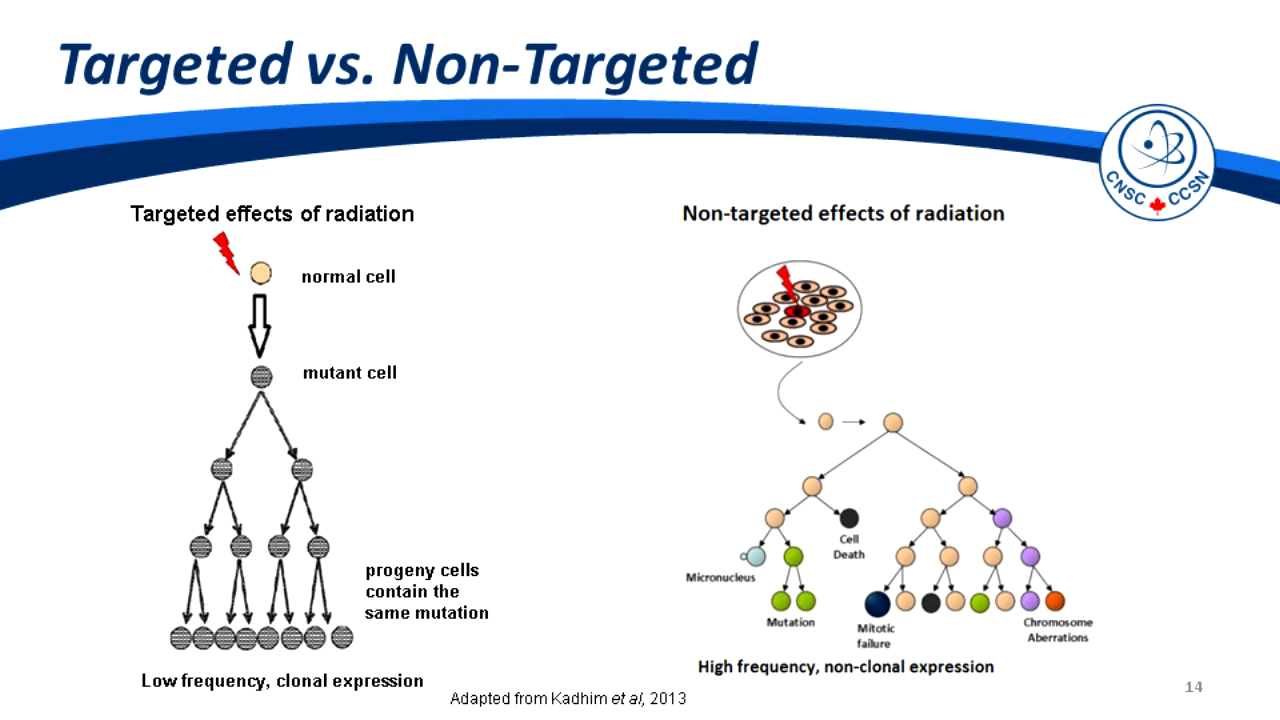 Targeted vs. Non-Targeted
CNSC CCSN
Targeted effects of radiation
normal cell
mutant cell
progeny cells
contain the
same mutation
Low frequency, clonal expression
Non-targeted effects of radiation
Cell
Death
Micronucleus
Mutation
Mitotic
failure
Chromosome
Aberrations
High frequency, non-clonal expression
Adapted from Kadhim et al, 2013
14